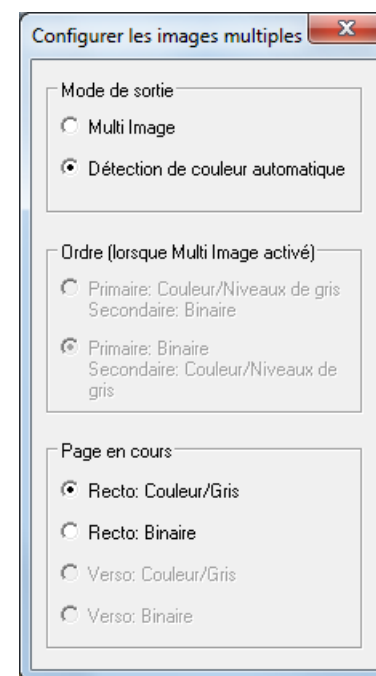 Configurer les images multiples
Mode de sortie
Multi Image
Détection de couleur automatique
Ordre (lorsque Multi Image activé)
Primaire: Couleur/Niveaux de gris
Secondaire: Binaire
Primaire: Binaire
Secondaire: Couleur/Niveaux de
gris
Page en cours
Recto: Couleur/Gris
Recto: Binaire
Verso: Couleur/Gris
Verso: Binaire